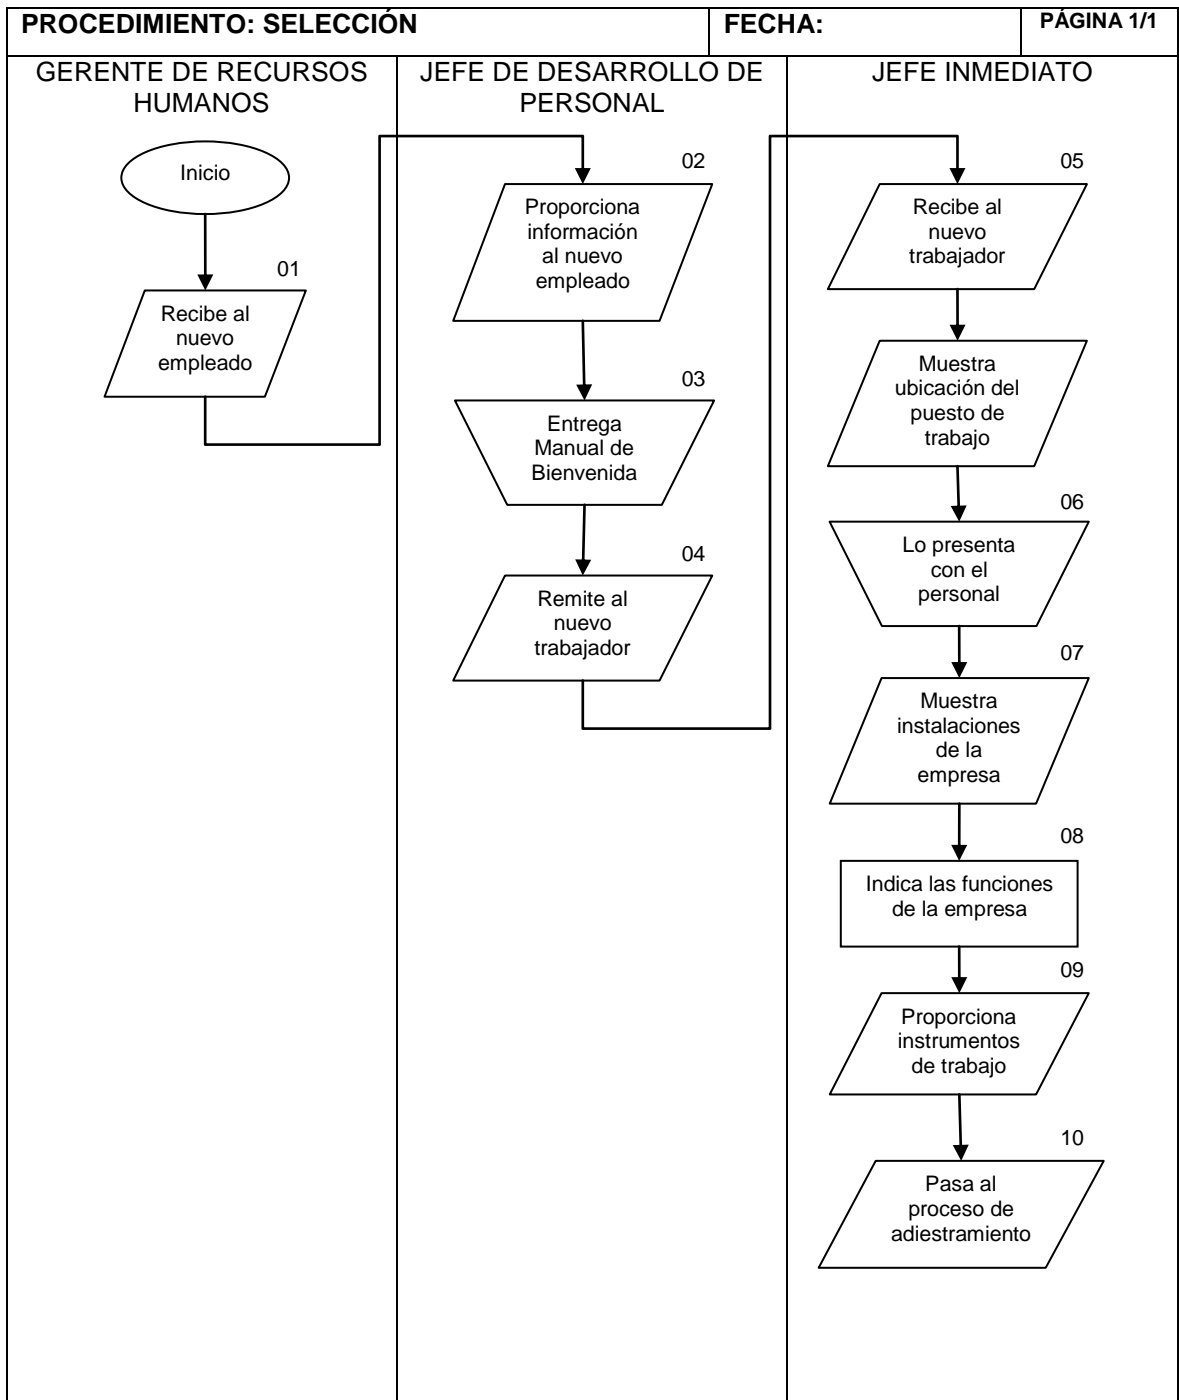 PROCEDIMIENTO: SELECCIÓN
FECHA:
PÁGINA 1/1
GERENTE DE RECURSOS
HUMANOS
Inicio
01
Recibe al
nuevo
empleado
JEFE DE DESARROLLO DE
PERSONAL
02
Proporciona
información
al nuevo
empleado
03
Entrega
Manual de
Bienvenida
04
Remite al
nuevo
trabajador
JEFE INMEDIATO
05
Recibe al
nuevo
trabajador
Muestra
ubicación del
puesto de
trabajo
06
Lo presenta
con el
personal
07
Muestra
instalaciones
de la
empresa
08
Indica las funciones
de la empresa
09
Proporciona
instrumentos
de trabajo
10
Pasa al
proceso de
adiestramiento